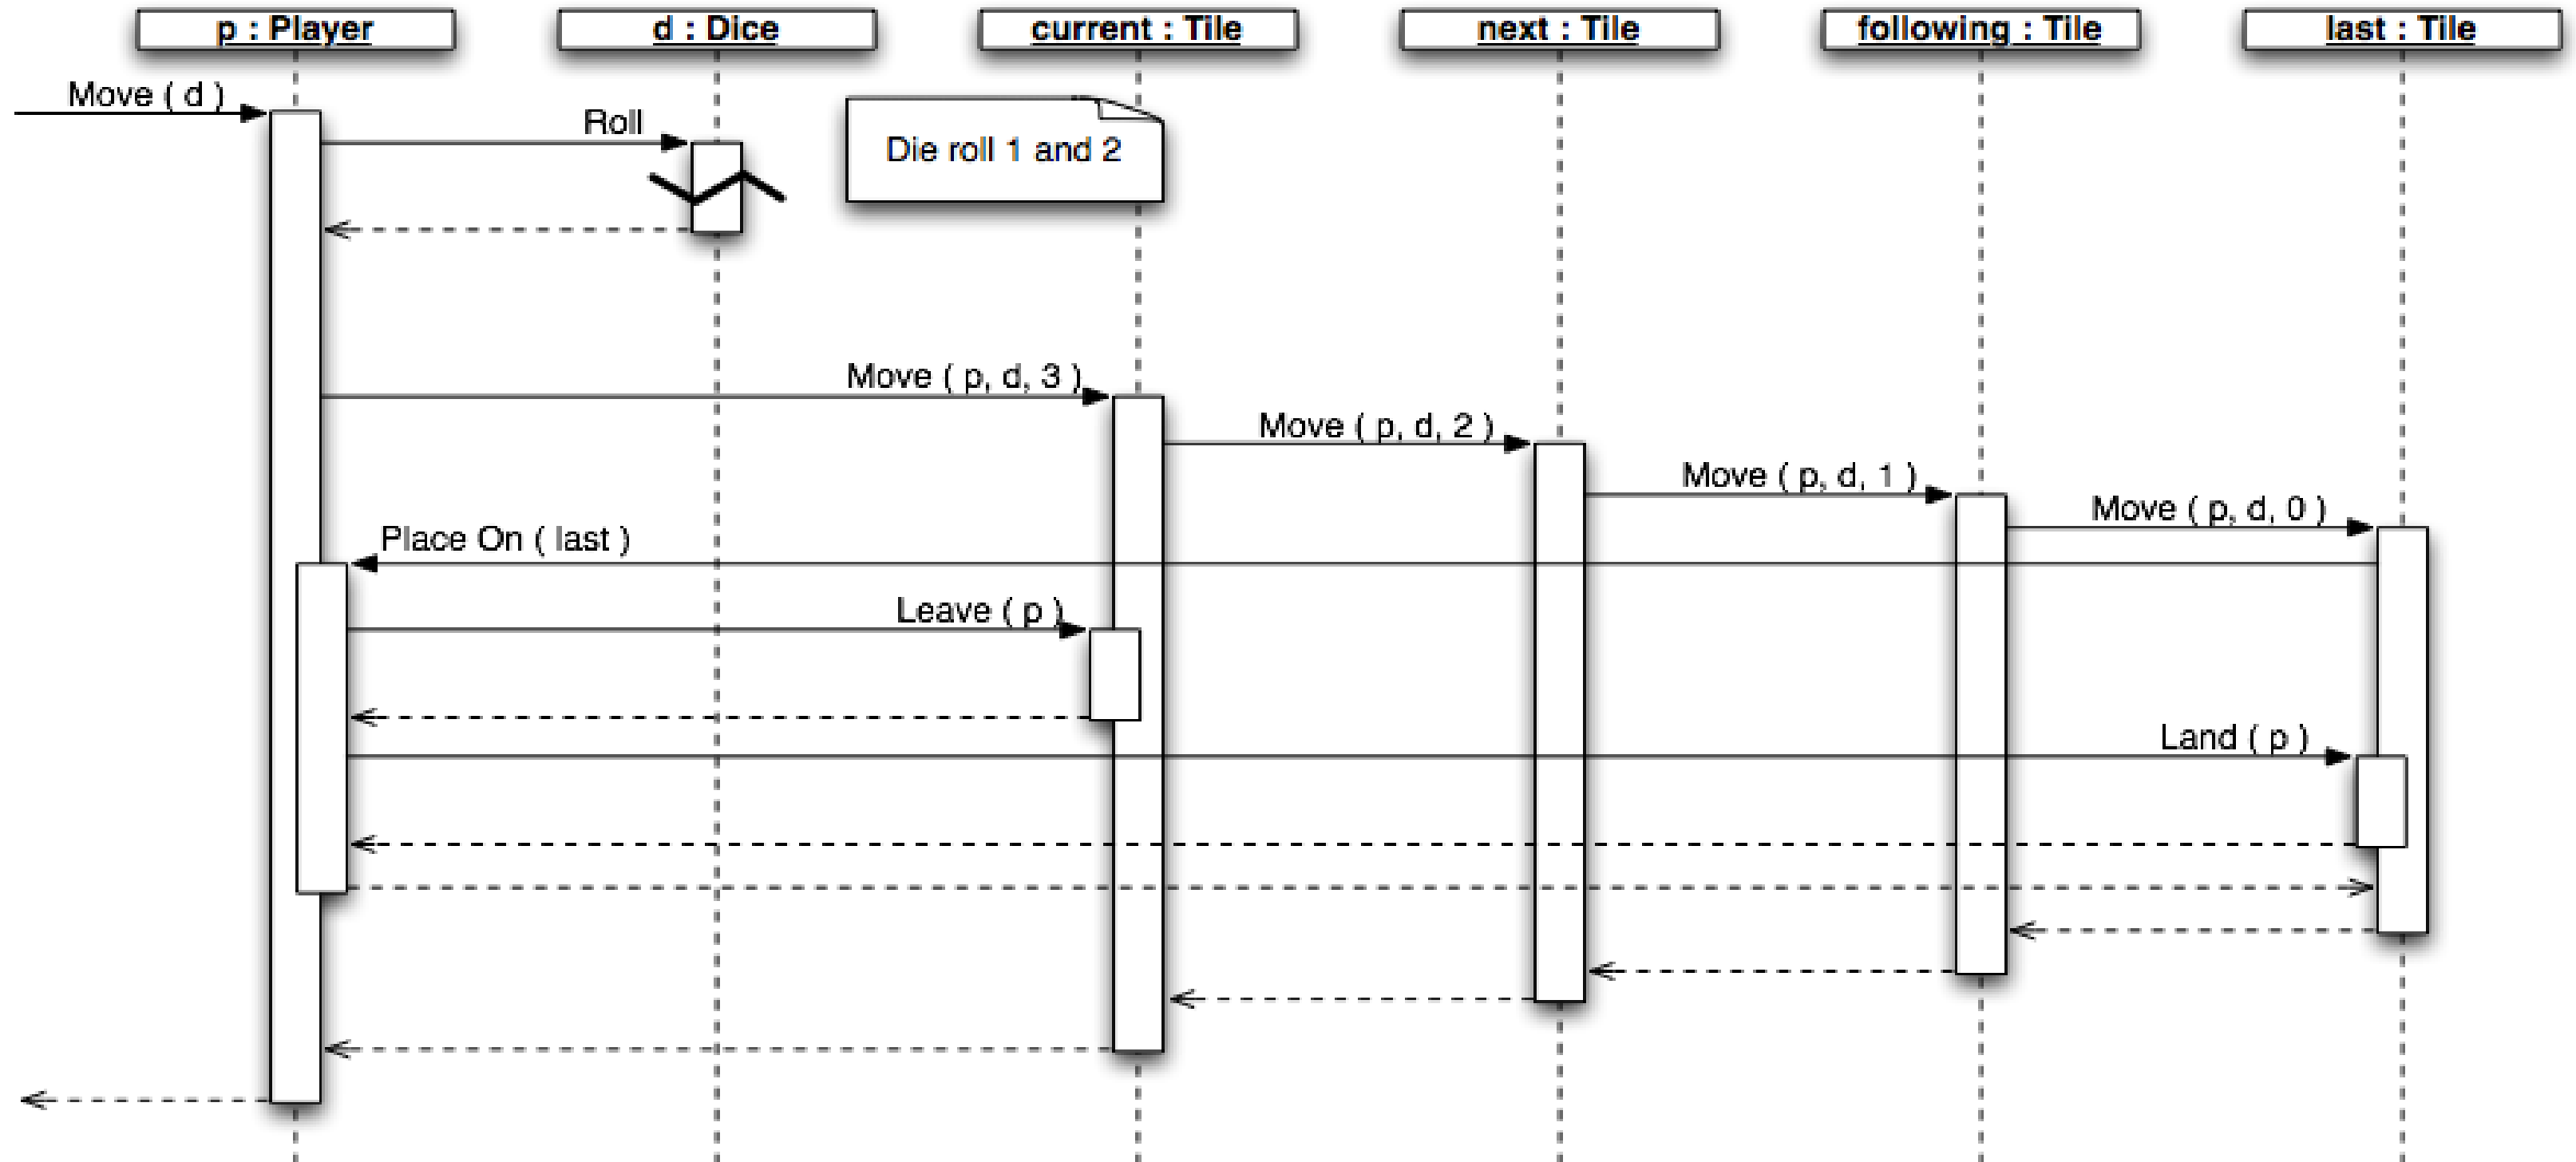 p : Player
d : Dice
current : Tile
next : Tile
following : Tile
last : Tile
Move ( d )
Roll
Die roll 1 and 2
Move ( p, d, 3 )
Move ( p, d, 2 )
Move ( p, d, 1 )
Move ( p, d, 0 )
Place On ( last )
Leave ( p )
Land ( p )